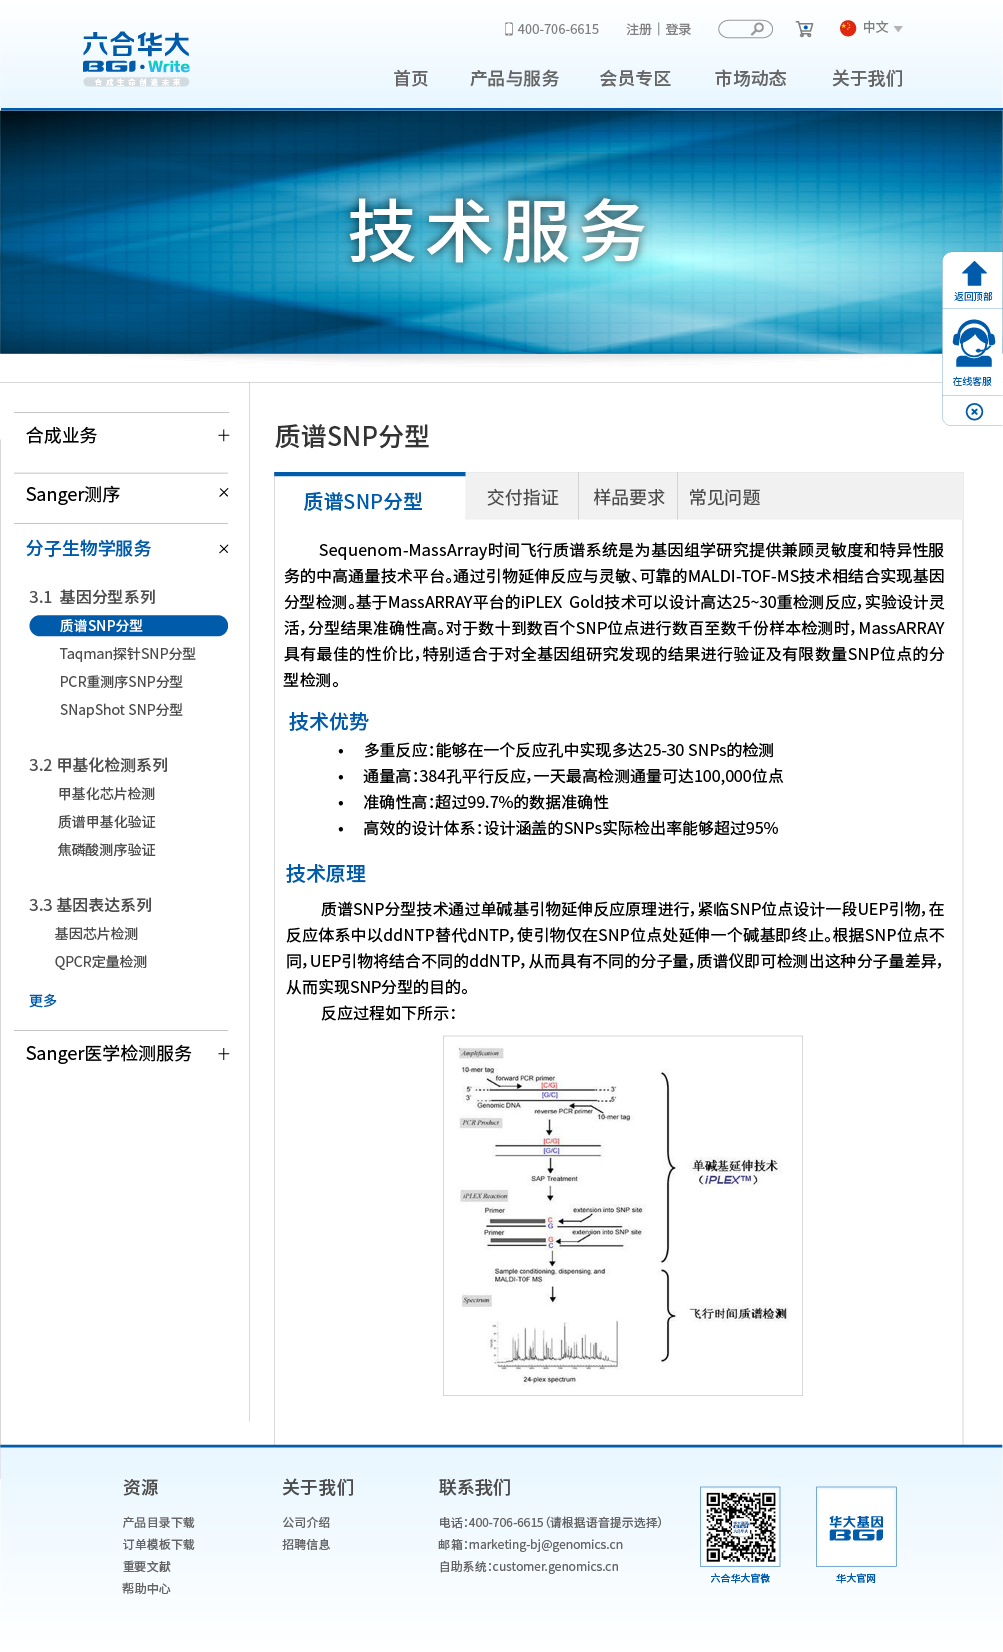 六合华大
BGI·Write
合成生命创造未来
400-706-6615
注册 | 登录
中文
首页 产品与服务 会员专区 市场动态 关于我们
技术服务
返回顶部
在线客服
合成业务
Sanger测序
分子生物学服务
3.1 基因分型系列
质谱SNP分型
Taqman探针SNP分型
PCR重测序SNP分型
SNapShot SNP分型
3.2 甲基化检测系列
甲基化芯片检测
质谱甲基化验证
焦磷酸测序验证
3.3 基因表达系列
基因芯片检测
QPCR定量检测
更多
Sanger医学检测服务
质谱SNP分型
质谱SNP分型 交付指证 样品要求 常见问题
Sequenom-MassArray时间飞行质谱系统是为基因组学研究提供兼顾灵敏度和特异性服
务的中高通量技术平台。通过引物延伸反应与灵敏、可靠的MALDI-TOF-MS技术相结合实现基因
分型检测。基于MassARRAY平台的iPLEX Gold技术可以设计高达25~30重检测反应，实验设计灵
活，分型结果准确性高。对于数十到数百个SNP位点进行数百至数千份样本检测时，MassARRAY
具有最佳的性价比，特别适合于对全基因组研究发现的结果进行验证及有限数量SNP位点的分
型检测。
技术优势
• 多重反应：能够在一个反应孔中实现多达25-30 SNPs的检测
• 通量高：384孔平行反应，一天最高检测通量可达100,000位点
• 准确性高：超过99.7%的数据准确性
• 高效的设计体系：设计涵盖的SNPs实际检出率能够超过95%
技术原理
质谱SNP分型技术通过单碱基引物延伸反应原理进行，紧临SNP位点设计一段UEP引物，在
反应体系中以ddNTP替代dNTP，使引物仅在SNP位点处延伸一个碱基即终止。根据SNP位点不
同，UEP引物将结合不同的ddNTP，从而具有不同的分子量，质谱仪即可检测出这种分子量差异，
从而实现SNP分型的目的。
反应过程如下所示：
Amplification
10-mer tag
forward PCR primer
[C/G]
5' 3'
[G/C]
3' 5'
Genomic DNA
reverse PCR primer
10-mer tag
PCR Product
[C/G]
[G/C]
SAP Treatment
iPLEX Reaction
Primer
extension into SNP site
C
G
Primer
extension into SNP site
G
C
Sample conditioning, dispensing, and
MALDI-TOF MS
Spectrum
24-plex spectrum
单碱基延伸技术
（iPLEX™）
飞行时间质谱检测
资源
产品目录下载
订单模板下载
重要文献
帮助中心
关于我们
公司介绍
招聘信息
联系我们
电话：400-706-6615（请根据语音提示选择）
邮箱：marketing-bj@genomics.cn
自助系统：customer.genomics.cn
六合华大官微
华大基因
BGI
华大官网